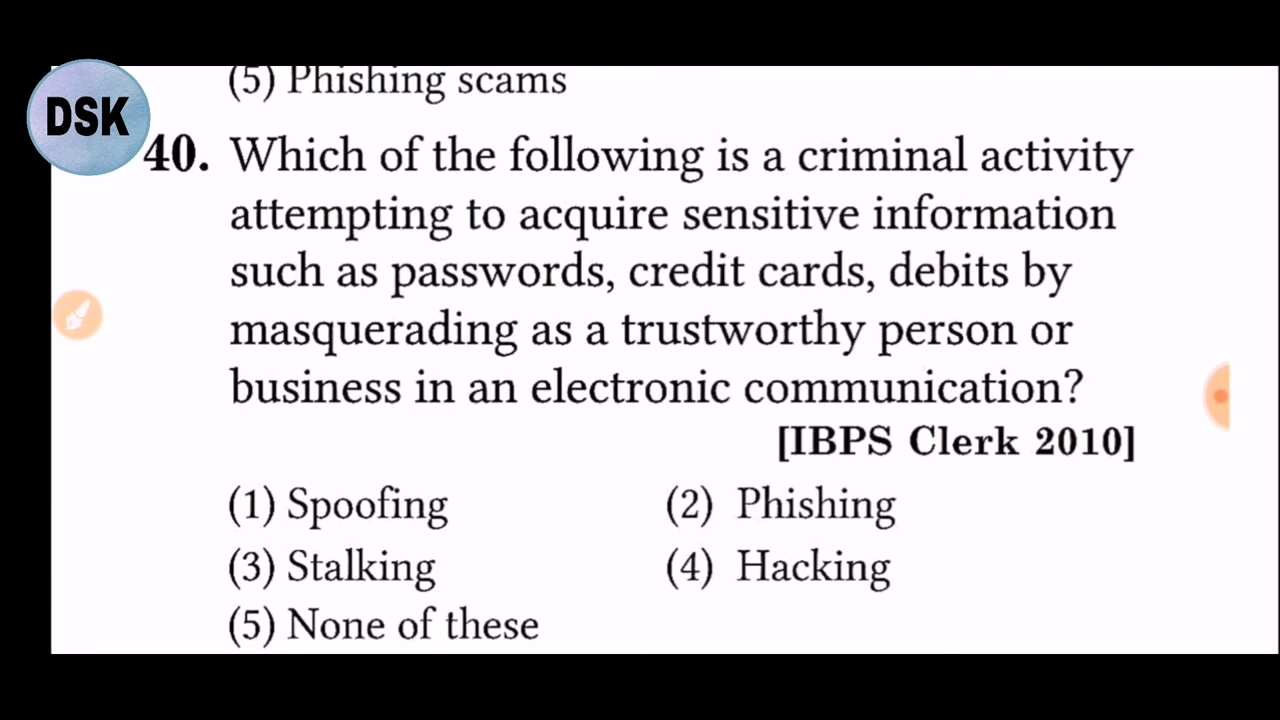 (5) Phishing scams
DSK
40. Which of the following is a criminal activity
attempting to acquire sensitive information
such as passwords, credit cards, debits by
masquerading as a trustworthy person or
business in an electronic communication?
[IBPS Clerk 2010]
(1) Spoofing (2) Phishing
(3) Stalking (4) Hacking
(5) None of these